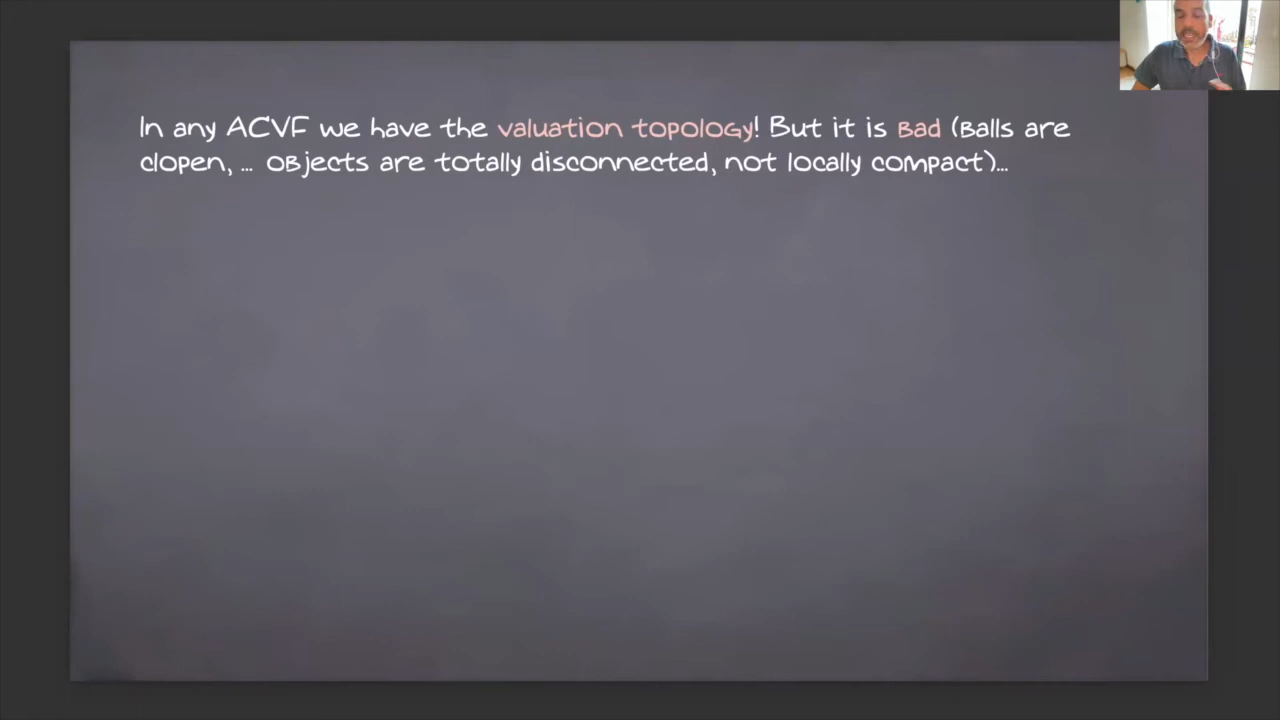 In any ACVF we have the valuation topology! But it is Bad (Balls are
clopen, ... objects are totally disconnected, not locally compact)...